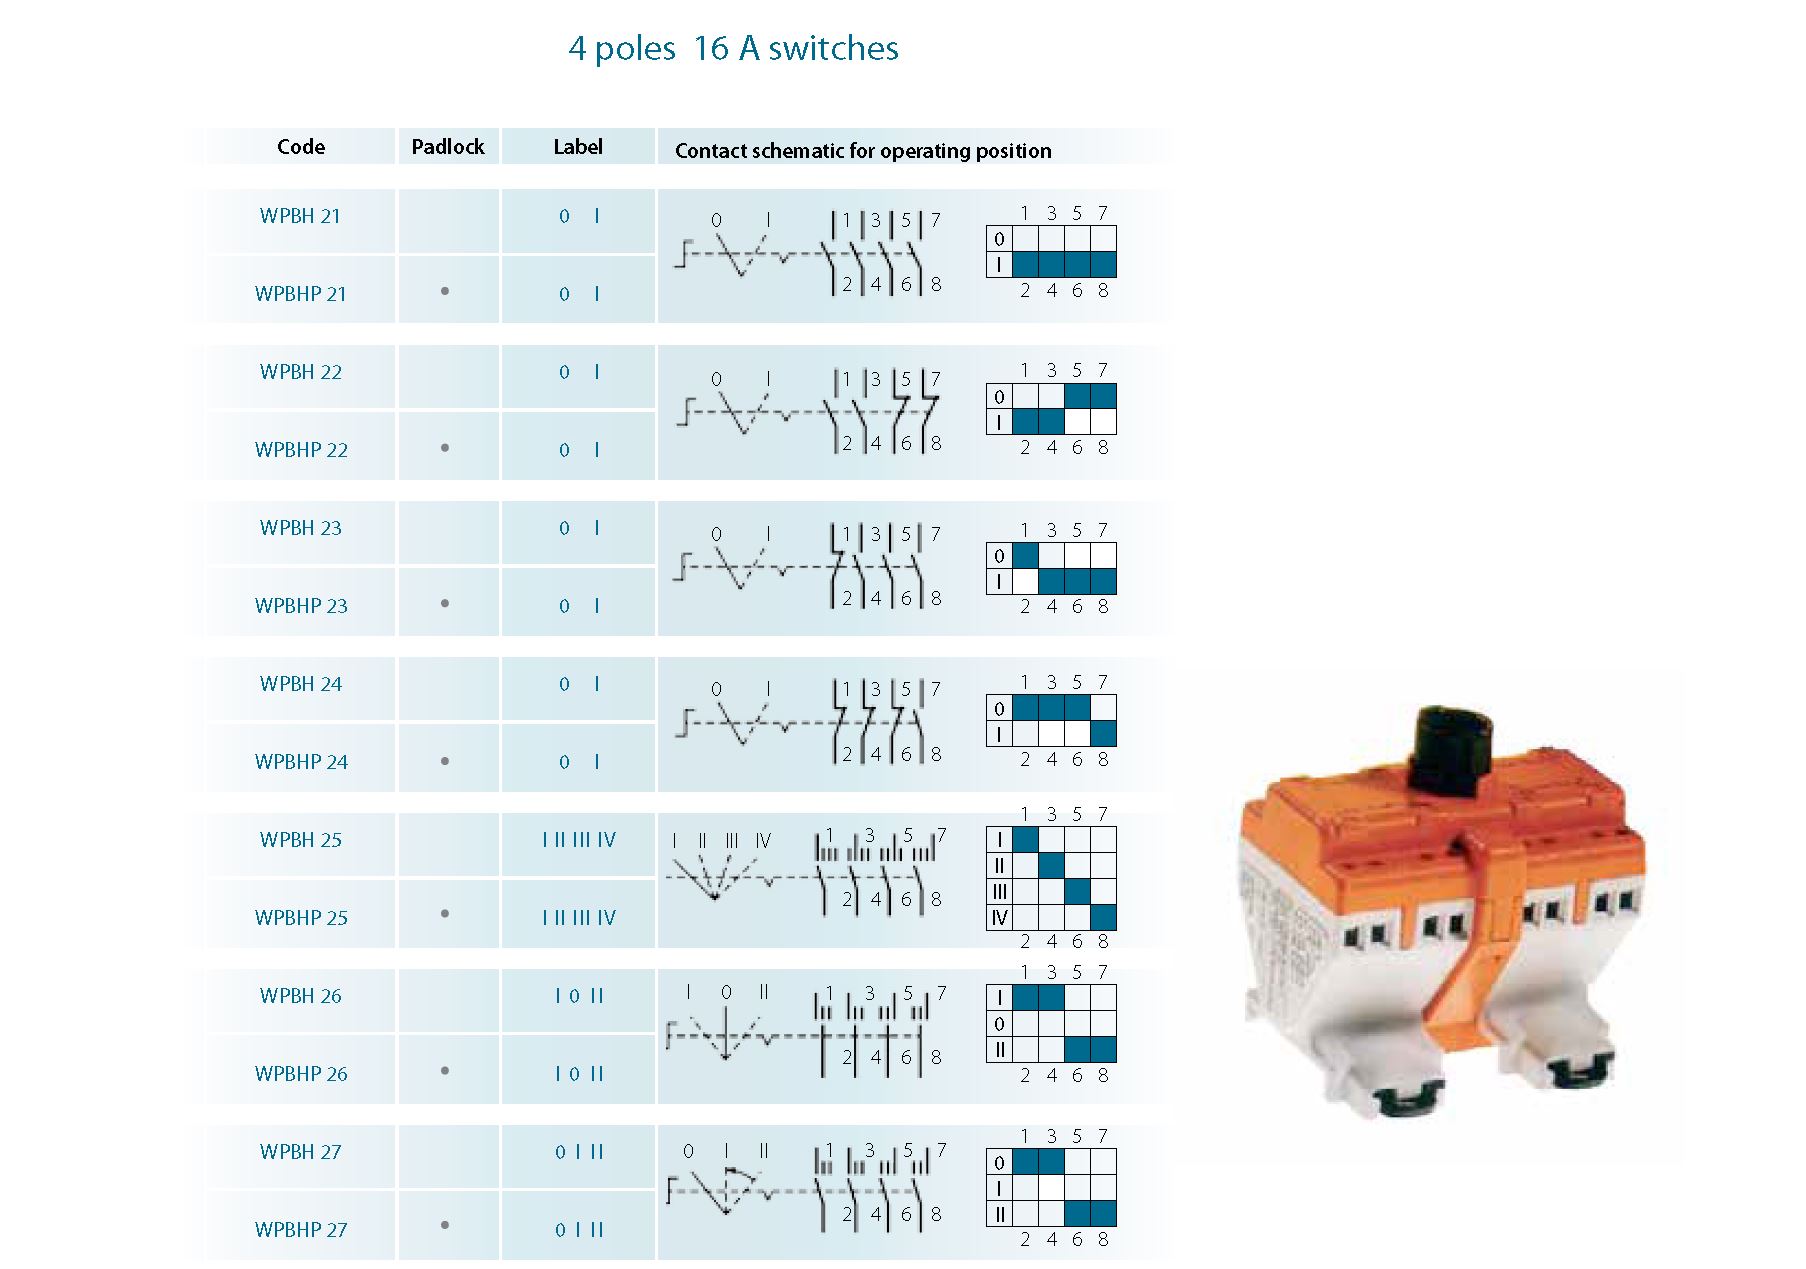 4 poles 16 A switches
Code Padlock Label Contact schematic for operating position
WPBH 21 0 I
WPBHP 21 • 0 I
0 I 1 3 5 7
2 4 6 8
1 3 5 7
0
I
2 4 6 8
WPBH 22 0 I
WPBHP 22 • 0 I
0 I 1 3 5 7
2 4 6 8
1 3 5 7
0
I
2 4 6 8
WPBH 23 0 I
WPBHP 23 • 0 I
0 I 1 3 5 7
2 4 6 8
1 3 5 7
0
I
2 4 6 8
WPBH 24 0 I
WPBHP 24 • 0 I
0 I 1 3 5 7
2 4 6 8
1 3 5 7
0
I
2 4 6 8
WPBH 25 I II III IV
WPBHP 25 • I II III IV
I II III IV 1 3 5 7
2 4 6 8
1 3 5 7
I
II
III
IV
2 4 6 8
WPBH 26 I 0 II
WPBHP 26 • I 0 II
I 0 II 1 3 5 7
2 4 6 8
1 3 5 7
I
0
II
2 4 6 8
WPBH 27 0 I II
WPBHP 27 • 0 I II
0 I II 1 3 5 7
2 4 6 8
1 3 5 7
0
I
II
2 4 6 8